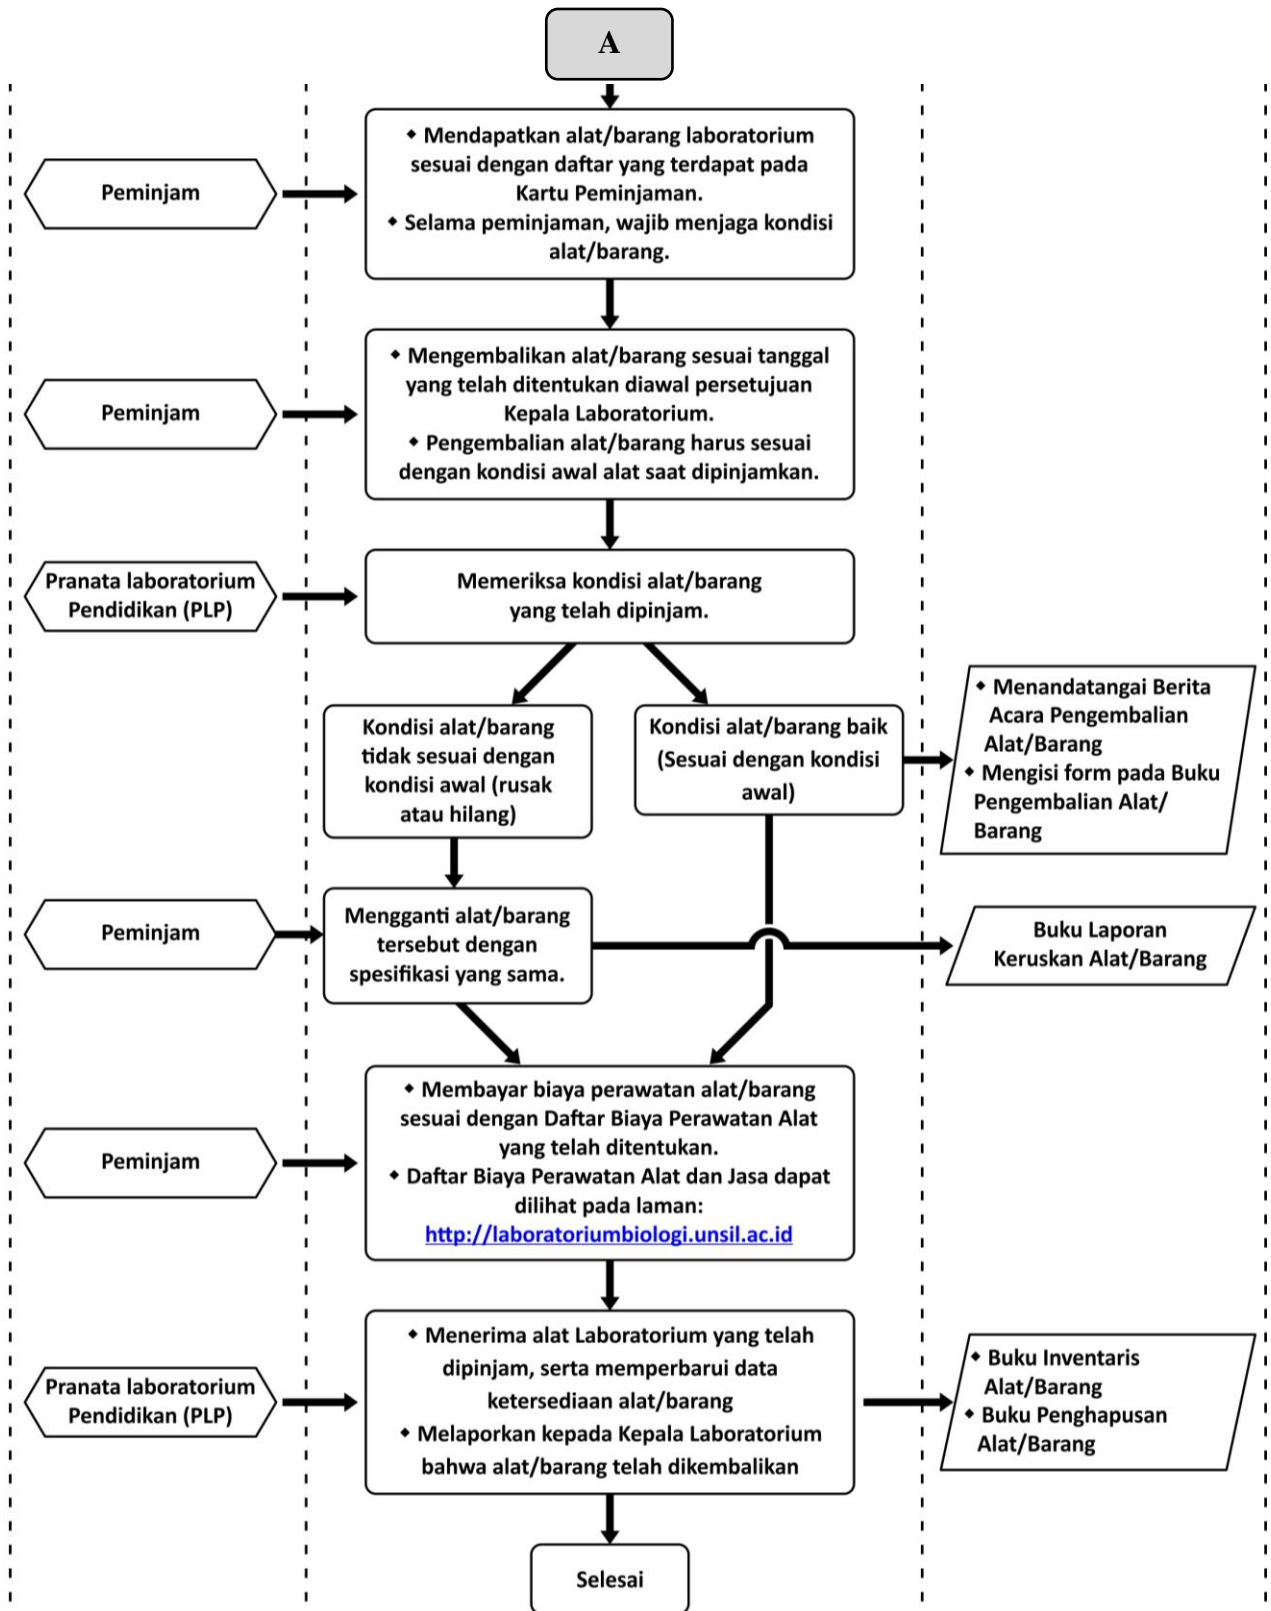 A
Peminjam
◆ Mendapatkan alat/barang laboratorium
sesuai dengan daftar yang terdapat pada
Kartu Peminjaman.
◆ Selama peminjaman, wajib menjaga kondisi
alat/barang.
Peminjam
◆ Mengembalikan alat/barang sesuai tanggal
yang telah ditentukan diawal persetujuan
Kepala Laboratorium.
◆ Pengembalian alat/barang harus sesuai
dengan kondisi awal alat saat dipinjamkan.
Pranata laboratorium
Pendidikan (PLP)
Memeriksa kondisi alat/barang
yang telah dipinjam.
Kondisi alat/barang
tidak sesuai dengan
kondisi awal (rusak
atau hilang)
Kondisi alat/barang baik
(Sesuai dengan kondisi
awal)
◆ Menandatangai Berita
Acara Pengembalian
Alat/Barang
◆ Mengisi form pada Buku
Pengembalian Alat/
Barang
Peminjam
Mengganti alat/barang
tersebut dengan
spesifikasi yang sama.
Buku Laporan
Keruskan Alat/Barang
Peminjam
◆ Membayar biaya perawatan alat/barang
sesuai dengan Daftar Biaya Perawatan Alat
yang telah ditentukan.
◆ Daftar Biaya Perawatan Alat dan Jasa dapat
dilihat pada laman:
http://laboratoriumbiologi.unsil.ac.id
Pranata laboratorium
Pendidikan (PLP)
◆ Menerima alat Laboratorium yang telah
dipinjam, serta memperbarui data
ketersediaan alat/barang
◆ Melaporkan kepada Kepala Laboratorium
bahwa alat/barang telah dikembalikan
◆ Buku Inventaris
Alat/Barang
◆ Buku Penghapusan
Alat/Barang
Selesai